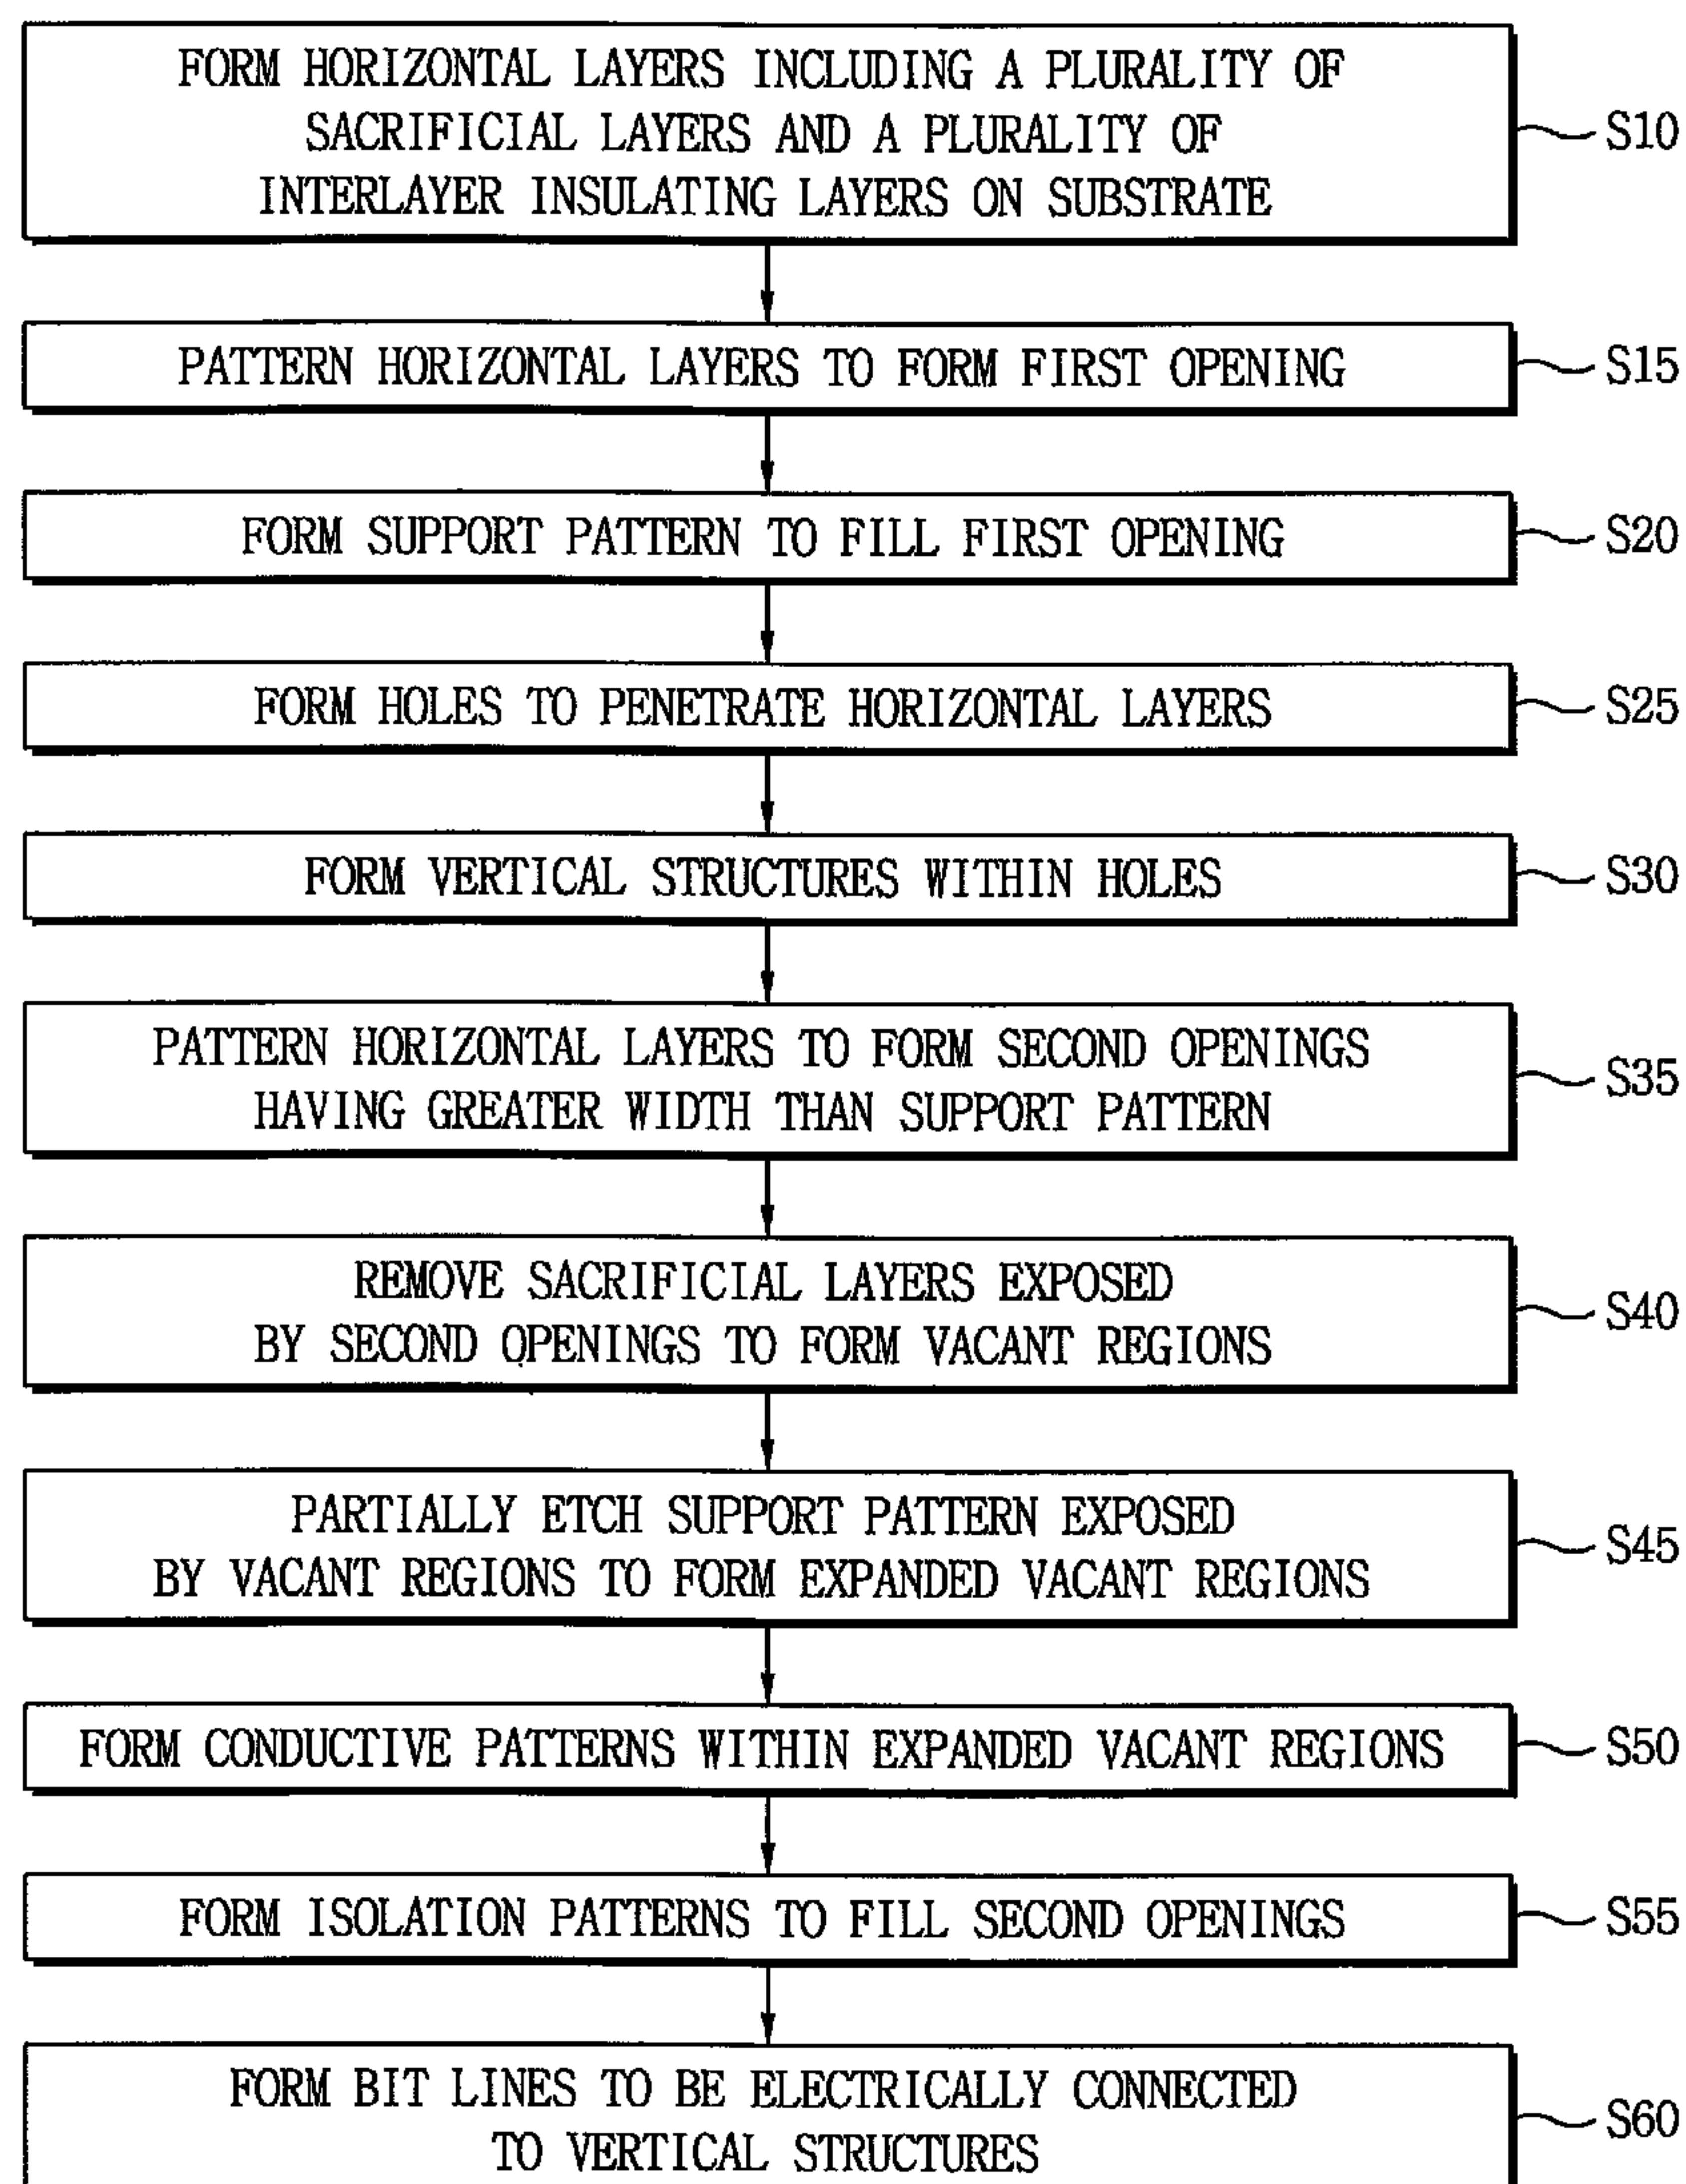 FORM HORIZONTAL LAYERS INCLUDING A PLURALITY OF
SACRIFICIAL LAYERS AND A PLURALITY OF
INTERLAYER INSULATING LAYERS ON SUBSTRATE
S10
PATTERN HORIZONTAL LAYERS TO FORM FIRST OPENING
S15
FORM SUPPORT PATTERN TO FILL FIRST OPENING
S20
FORM HOLES TO PENETRATE HORIZONTAL LAYERS
S25
FORM VERTICAL STRUCTURES WITHIN HOLES
S30
PATTERN HORIZONTAL LAYERS TO FORM SECOND OPENINGS
HAVING GREATER WIDTH THAN SUPPORT PATTERN
S35
REMOVE SACRIFICIAL LAYERS EXPOSED
BY SECOND OPENINGS TO FORM VACANT REGIONS
S40
PARTIALLY ETCH SUPPORT PATTERN EXPOSED
BY VACANT REGIONS TO FORM EXPANDED VACANT REGIONS
S45
FORM CONDUCTIVE PATTERNS WITHIN EXPANDED VACANT REGIONS
S50
FORM ISOLATION PATTERNS TO FILL SECOND OPENINGS
S55
FORM BIT LINES TO BE ELECTRICALLY CONNECTED
TO VERTICAL STRUCTURES
S60